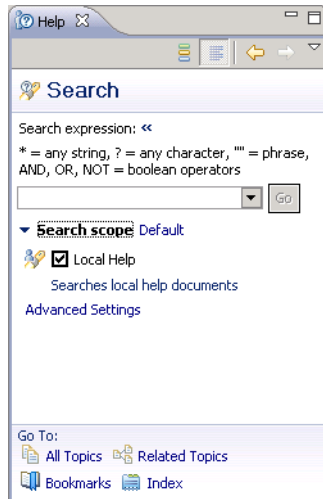 Help
Search
Search expression: «
* = any string, ? = any character, "" = phrase,
AND, OR, NOT = boolean operators
Go
Search scope Default
Local Help
Searches local help documents
Advanced Settings
Go To:
All Topics Related Topics
Bookmarks Index